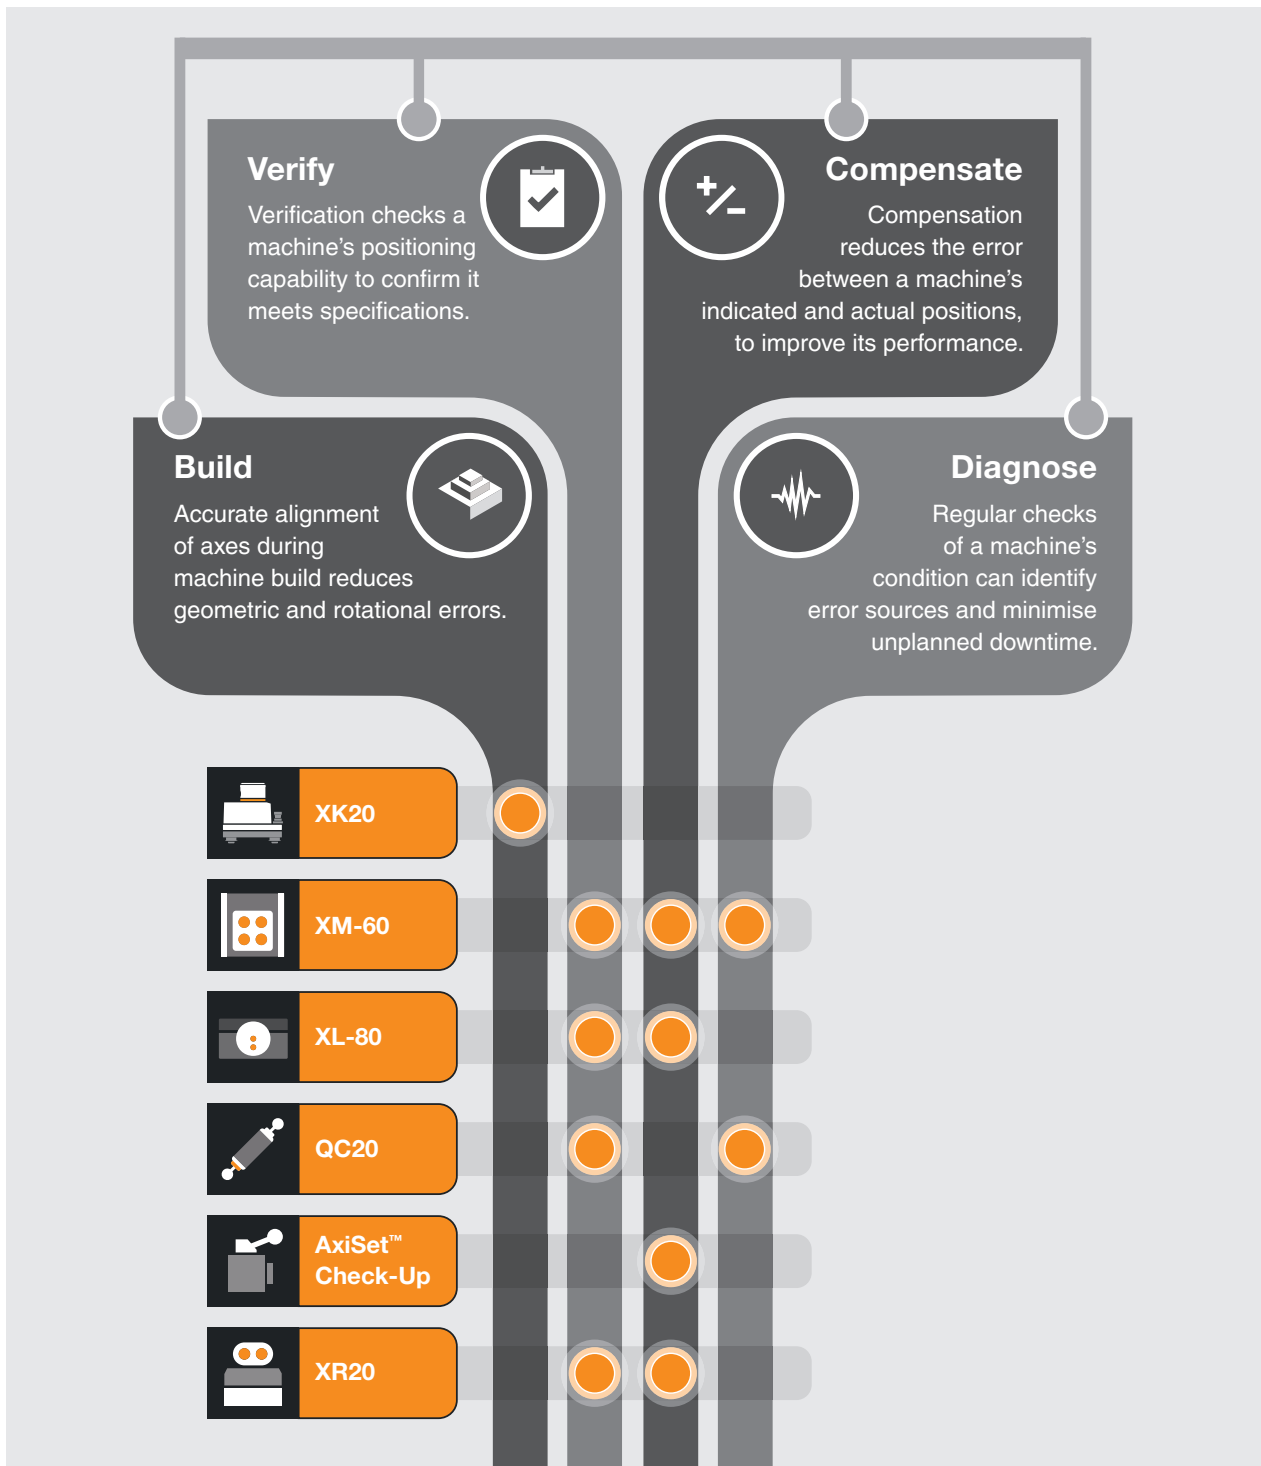 Verify
Verification checks a
machine’s positioning
capability to confirm it
meets specifications.
Compensate
Compensation
reduces the error
between a machine’s
indicated and actual positions,
to improve its performance.
Build
Accurate alignment
of axes during
machine build reduces
geometric and rotational errors.
Diagnose
Regular checks
of a machine’s
condition can identify
error sources and minimise
unplanned downtime.
XK20
XM-60
XL-80
QC20
AxiSet™
Check-Up
XR20